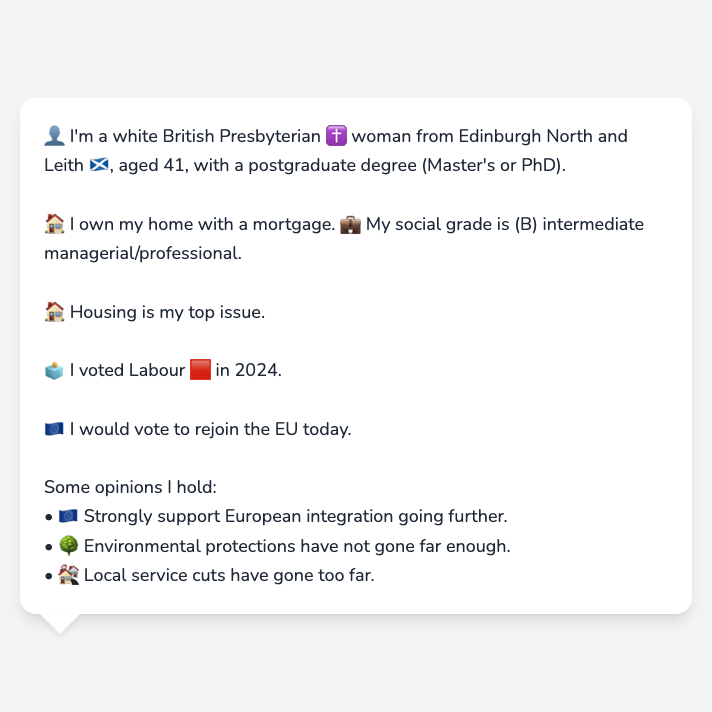 👤 I'm a white British Presbyterian ✝️ woman from Edinburgh North and
Leith 🏴󠁧󠁢󠁳󠁣󠁴󠁿, aged 41, with a postgraduate degree (Master's or PhD).
🏠 I own my home with a mortgage. 💼 My social grade is (B) intermediate
managerial/professional.
🏠 Housing is my top issue.
🗳️ I voted Labour 🟥 in 2024.
🇪🇺 I would vote to rejoin the EU today.
Some opinions I hold:
• 🇪🇺 Strongly support European integration going further.
• 🌳 Environmental protections have not gone far enough.
• 🏘️ Local service cuts have gone too far.